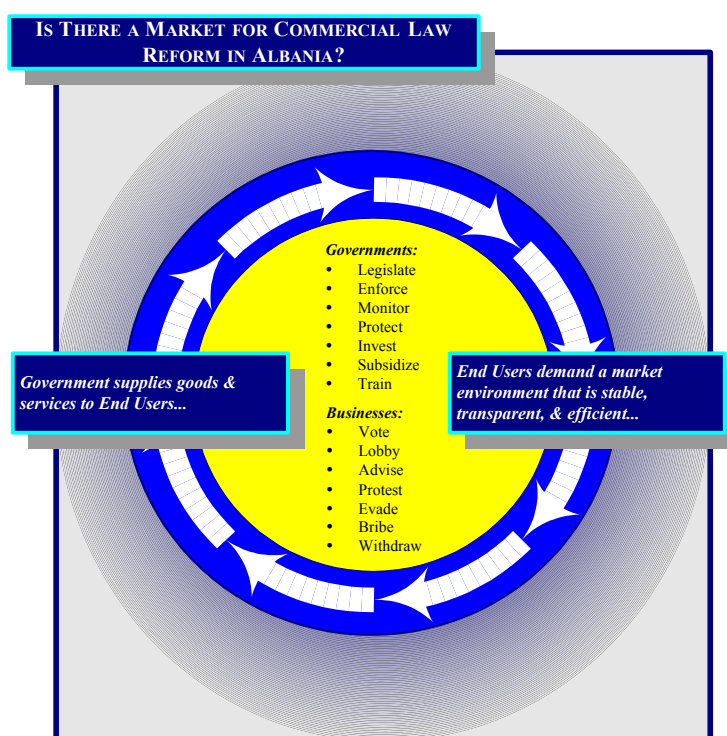 IS THERE A MARKET FOR COMMERCIAL LAW
REFORM IN ALBANIA?
Governments:
• Legislate
• Enforce
• Monitor
• Protect
• Invest
• Subsidize
• Train
Government supplies goods &
services to End Users...
End Users demand a market
environment that is stable,
transparent, & efficient...
Businesses:
• Vote
• Lobby
• Advise
• Protest
• Evade
• Bribe
• Withdraw